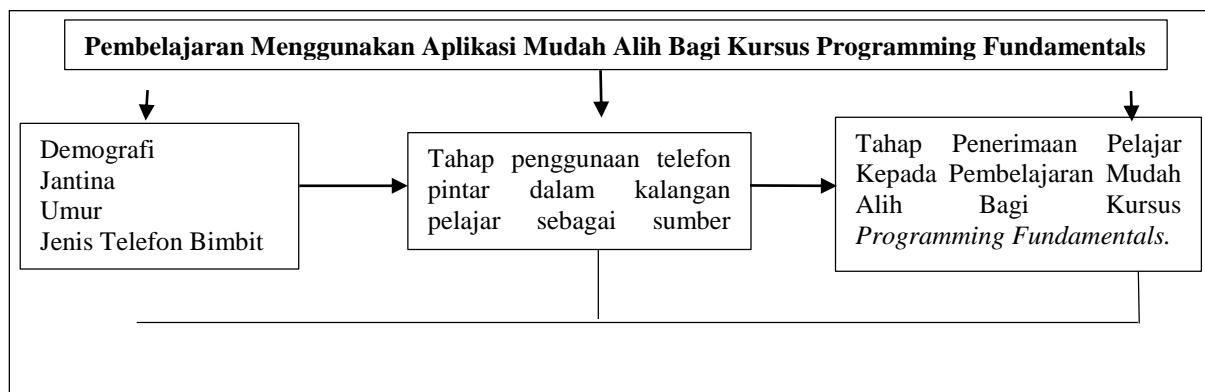 Pembelajaran Menggunakan Aplikasi Mudah Alih Bagi Kursus Programming Fundamentals
Demografi
Jantina
Umur
Jenis Telefon Bimbit
Tahap penggunaan telefon
pintar dalam kalangan
pelajar sebagai sumber
Tahap Penerimaan Pelajar
Kepada Pembelajaran Mudah
Alih Bagi Kursus
Programming Fundamentals.